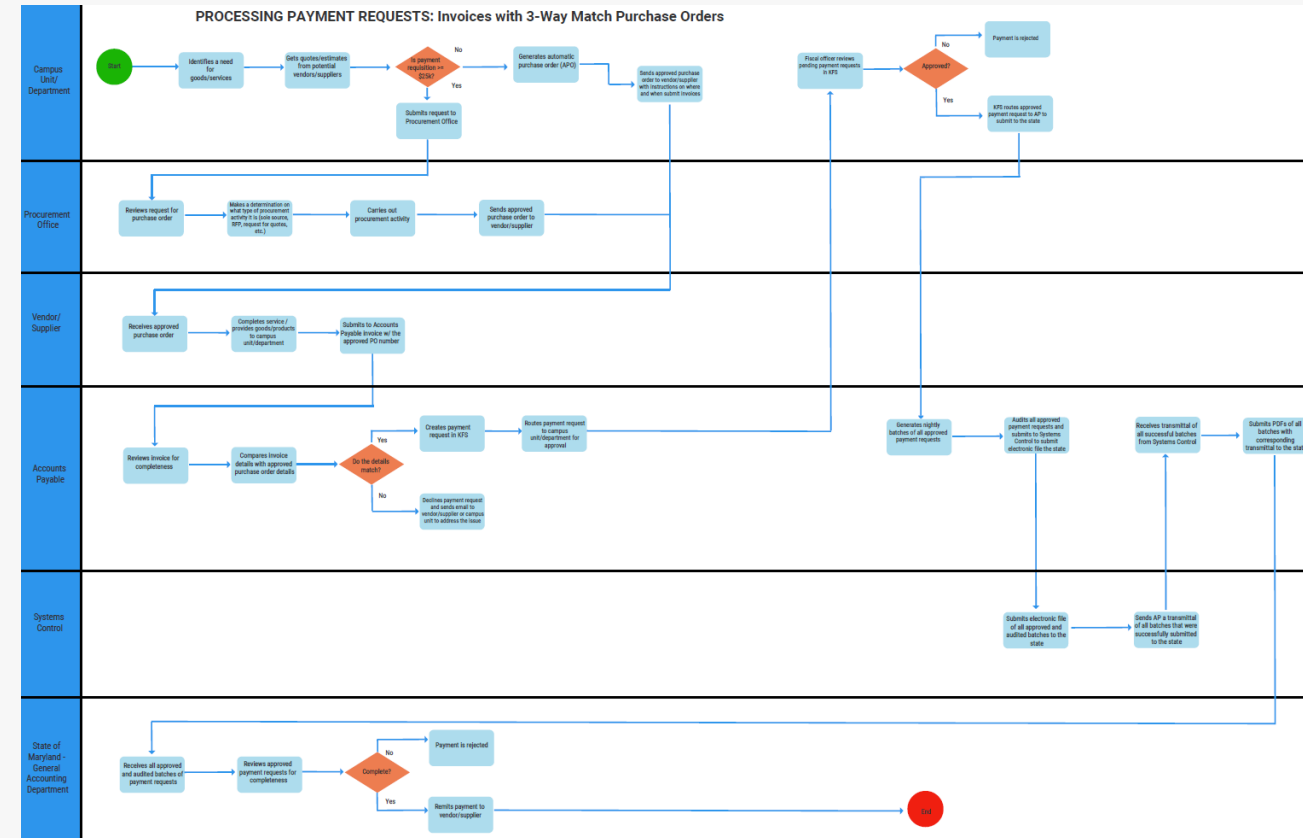 PROCESSING PAYMENT REQUESTS: Invoices with 3-Way Match Purchase Orders
Campus
Unit/
Department
Start
Identifies a need
for
goods/services
Gets quotes/estimates
from potential
vendors/suppliers
Is payment
requisition >=
$25k?
No
Yes
Generates automatic
purchase order (APO)
Sends approved purchase
order to vendor/supplier
with instructions on where
and when submit invoices
Submits request to
Procurement Office
Fiscal officer reviews
pending payment requests
in KFS
Approved?
No
Yes
Payment is rejected
KFS routes approved
payment request to AP to
submit to the state
Procurement
Office
Reviews request for
purchase order
Makes a determination on
what type of procurement
activity it is (sole source,
RFP, request for quotes,
etc.)
Carries out
procurement activity
Sends approved
purchase order to
vendor/supplier
Vendor/
Supplier
Receives approved
purchase order
Completes service /
provides goods/products
to campus
unit/department
Submits to Accounts
Payable Invoice w/ the
approved PO number
Accounts
Payable
Reviews invoice for
completeness
Compares invoice
details with approved
purchase order details
Do the details
match?
Yes
No
Creates payment
request in KFS
Routes payment request
to campus
unit/department for
approval
Declines payment request
and sends email to
vendor/supplier or campus
unit to address the issue
Generates nightly
batches of all approved
payment requests
Audits all approved
payment requests and
submits to Systems
Control to submit
electronic file the state
Receives transmittal of
all successful batches
from Systems Control
Submits PDFs of all
batches with
corresponding
transmittal to the stat
Systems
Control
Submits electronic file
of all approved and
audited batches to the
state
Sends AP a transmittal
of all batches that were
successfully submitted
to the state
State of
Maryland -
General
Accounting
Department
Receives all approved
and audited batches of
payment requests
Reviews approved
payment requests for
completeness
Complete?
No
Yes
Payment is rejected
Remits payment to
vendor/supplier
End